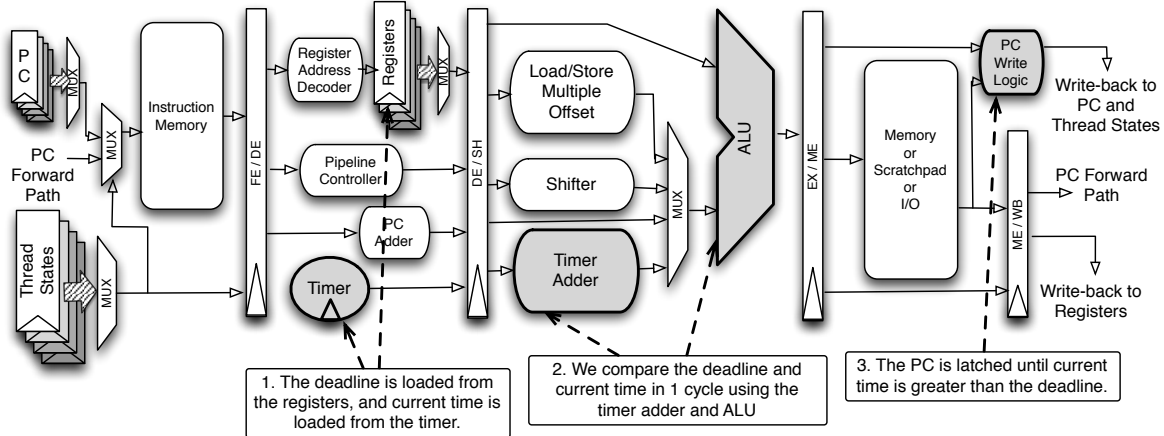 PC
MUX
MUX
PC
Forward
Path
Thread
States
MUX
Instruction
Memory
FE / DE
Register
Address
Decoder
Registers
MUX
Pipeline
Controller
PC
Adder
Timer
DE / SH
Load/Store
Multiple
Offset
Shifter
Timer
Adder
MUX
ALU
EX / ME
Memory
or
Scratchpad
or
I/O
PC
Write
Logic
ME / WB
Write-back to
PC and
Thread States
PC Forward
Path
Write-back to
Registers
1. The deadline is loaded from
the registers, and current time is
loaded from the timer.
2. We compare the deadline and
current time in 1 cycle using the
timer adder and ALU
3. The PC is latched until current
time is greater than the deadline.